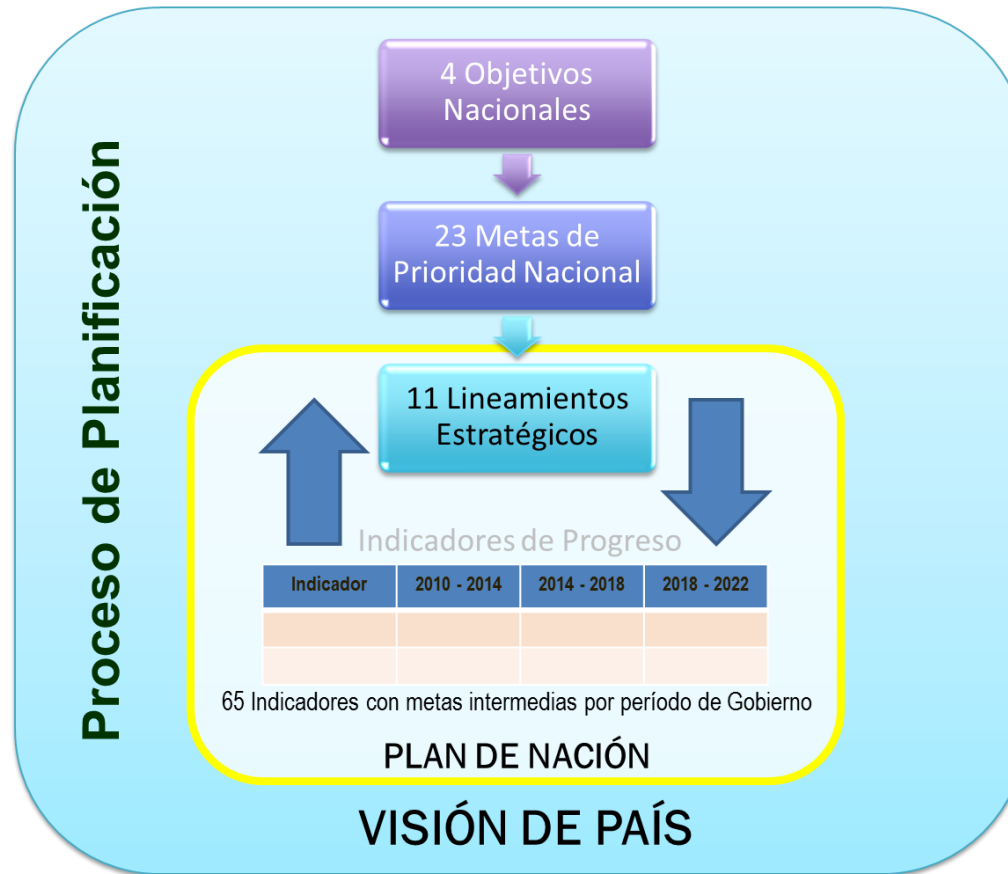 Proceso de Planificación
4 Objetivos
Nacionales
23 Metas de
Prioridad Nacional
11 Lineamientos
Estratégicos
Indicadores de Progreso
Indicador 2010 - 2014 2014 - 2018 2018 - 2022
65 Indicadores con metas intermedias por período de Gobierno
PLAN DE NACIÓN
VISIÓN DE PAÍS